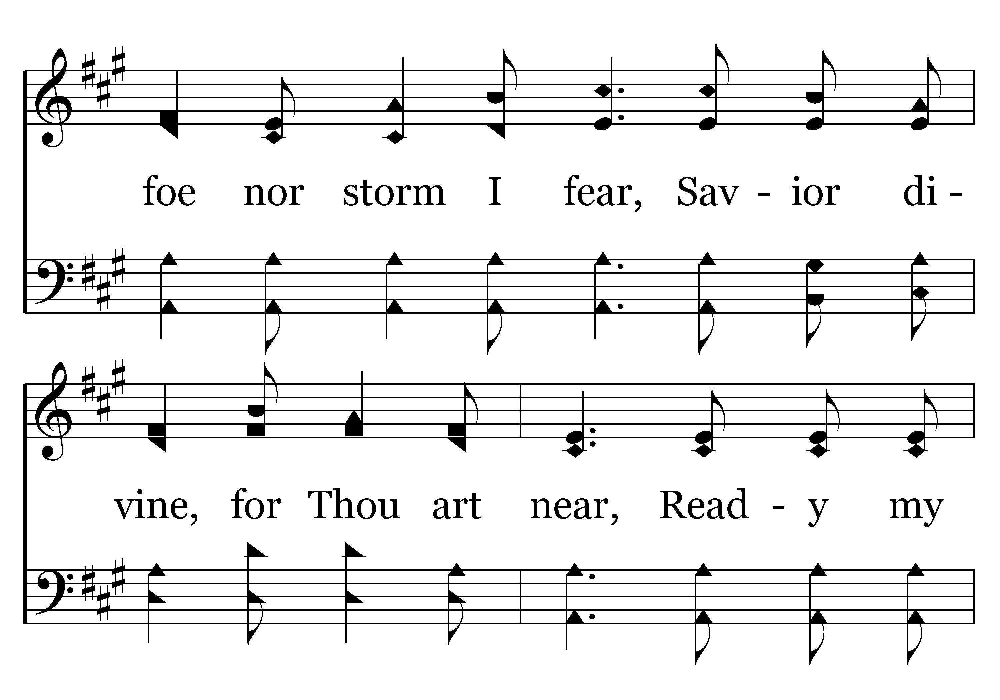 foe nor storm I fear, Sav - ior di -
vine, for Thou art near, Read - y my